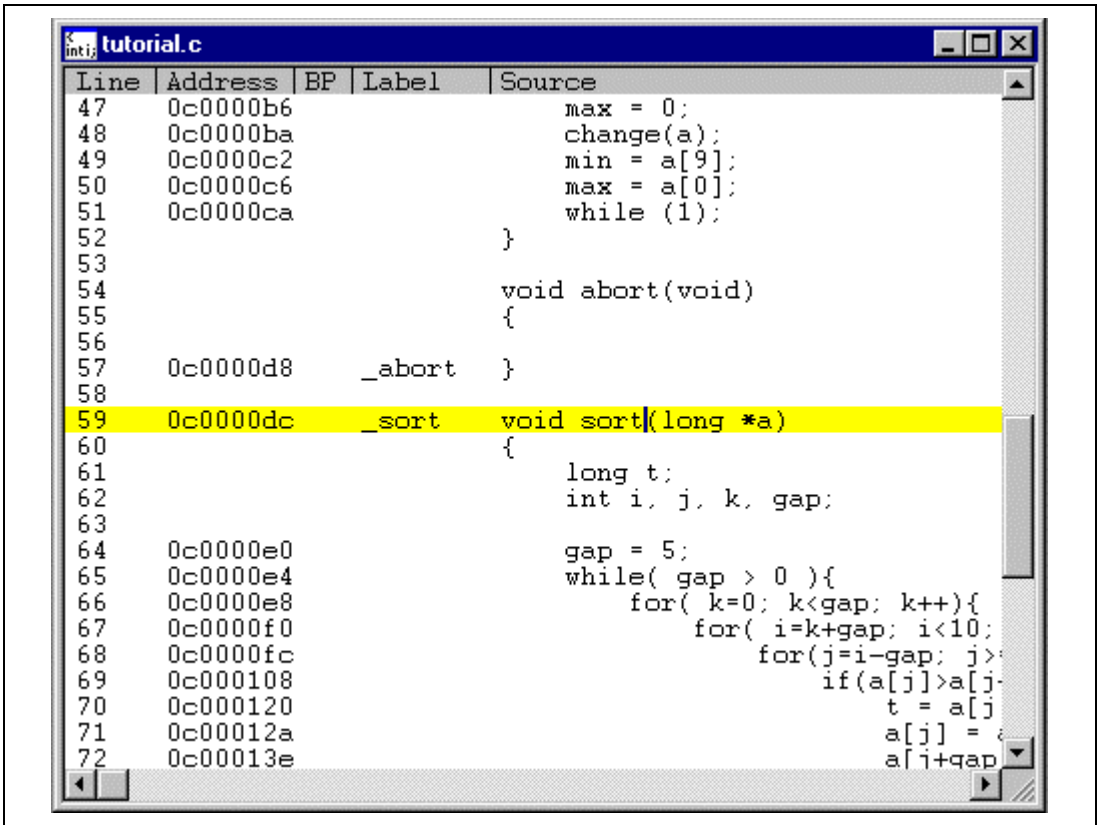 < inti; tutorial.c
Line Address BP Label Source
47 0c0000b6 max = 0;
48 0c0000ba change(a);
49 0c0000c2 min = a[9];
50 0c0000c6 max = a[0];
51 0c0000ca while (1);
52 }
53
54 void abort(void)
55 {
56
57 0c0000d8 _abort }
58
59 0c0000dc _sort void sort(long *a)
60 {
61 long t;
62 int i, j, k, gap;
63
64 0c0000e0 gap = 5;
65 0c0000e4 while( gap > 0 ){
66 0c0000e8 for( k=0; k<gap; k++){
67 0c0000f0 for( i=k+gap; i<10;
68 0c0000fc for(j=i-gap; j>
69 0c000108 if(a[j]>a[j
70 0c000120 t = a[j
71 0c00012a a[j] =
72 0c00013e a[j+gap